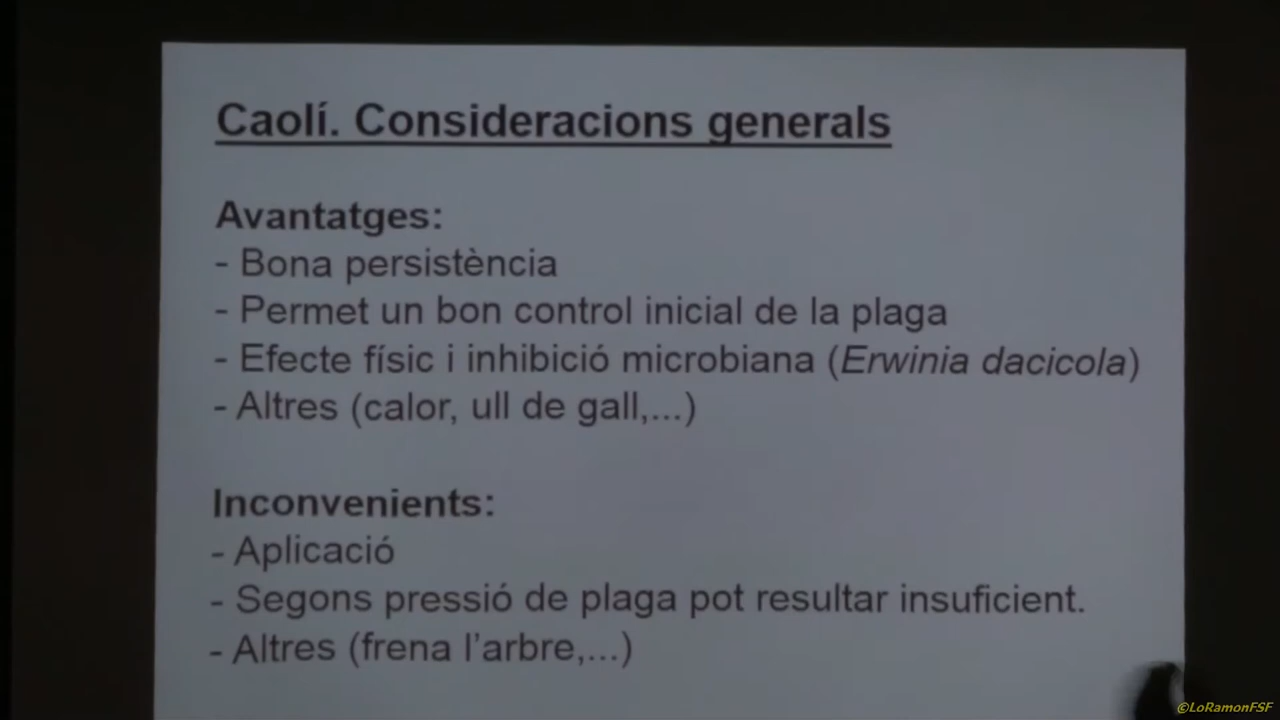 Caolí. Consideracions generals
Avantatges:
- Bona persistència
- Permet un bon control inicial de la plaga
- Efecte físic i inhibició microbiana (Erwinia dacicola)
- Altres (calor, ull de gall,...)
Inconvenients:
- Aplicació
- Segons pressió de plaga pot resultar insuficient.
- Altres (frena l'arbre,...)
©LoRamonFSF